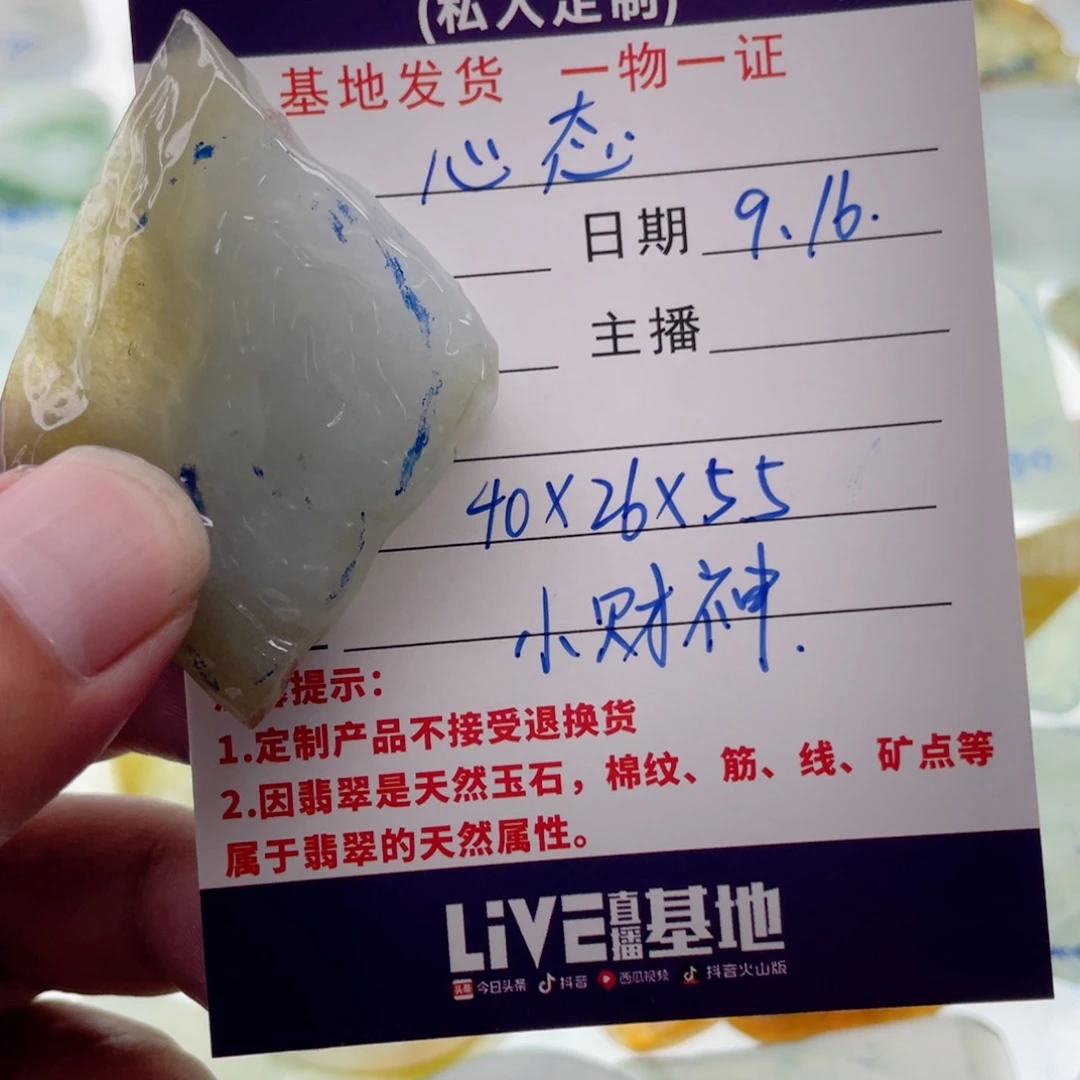 (私人定制)
基地发货 一物一证
心态
日期 9.16.
主播
40X26X55
小财神.
提示：
1.定制产品不接受退换货
2.因翡翠是天然玉石，棉纹、筋、线、矿点等
属于翡翠的天然属性。
LiVE直播基地
头条 今日头条 抖音 西瓜视频 抖音火山版